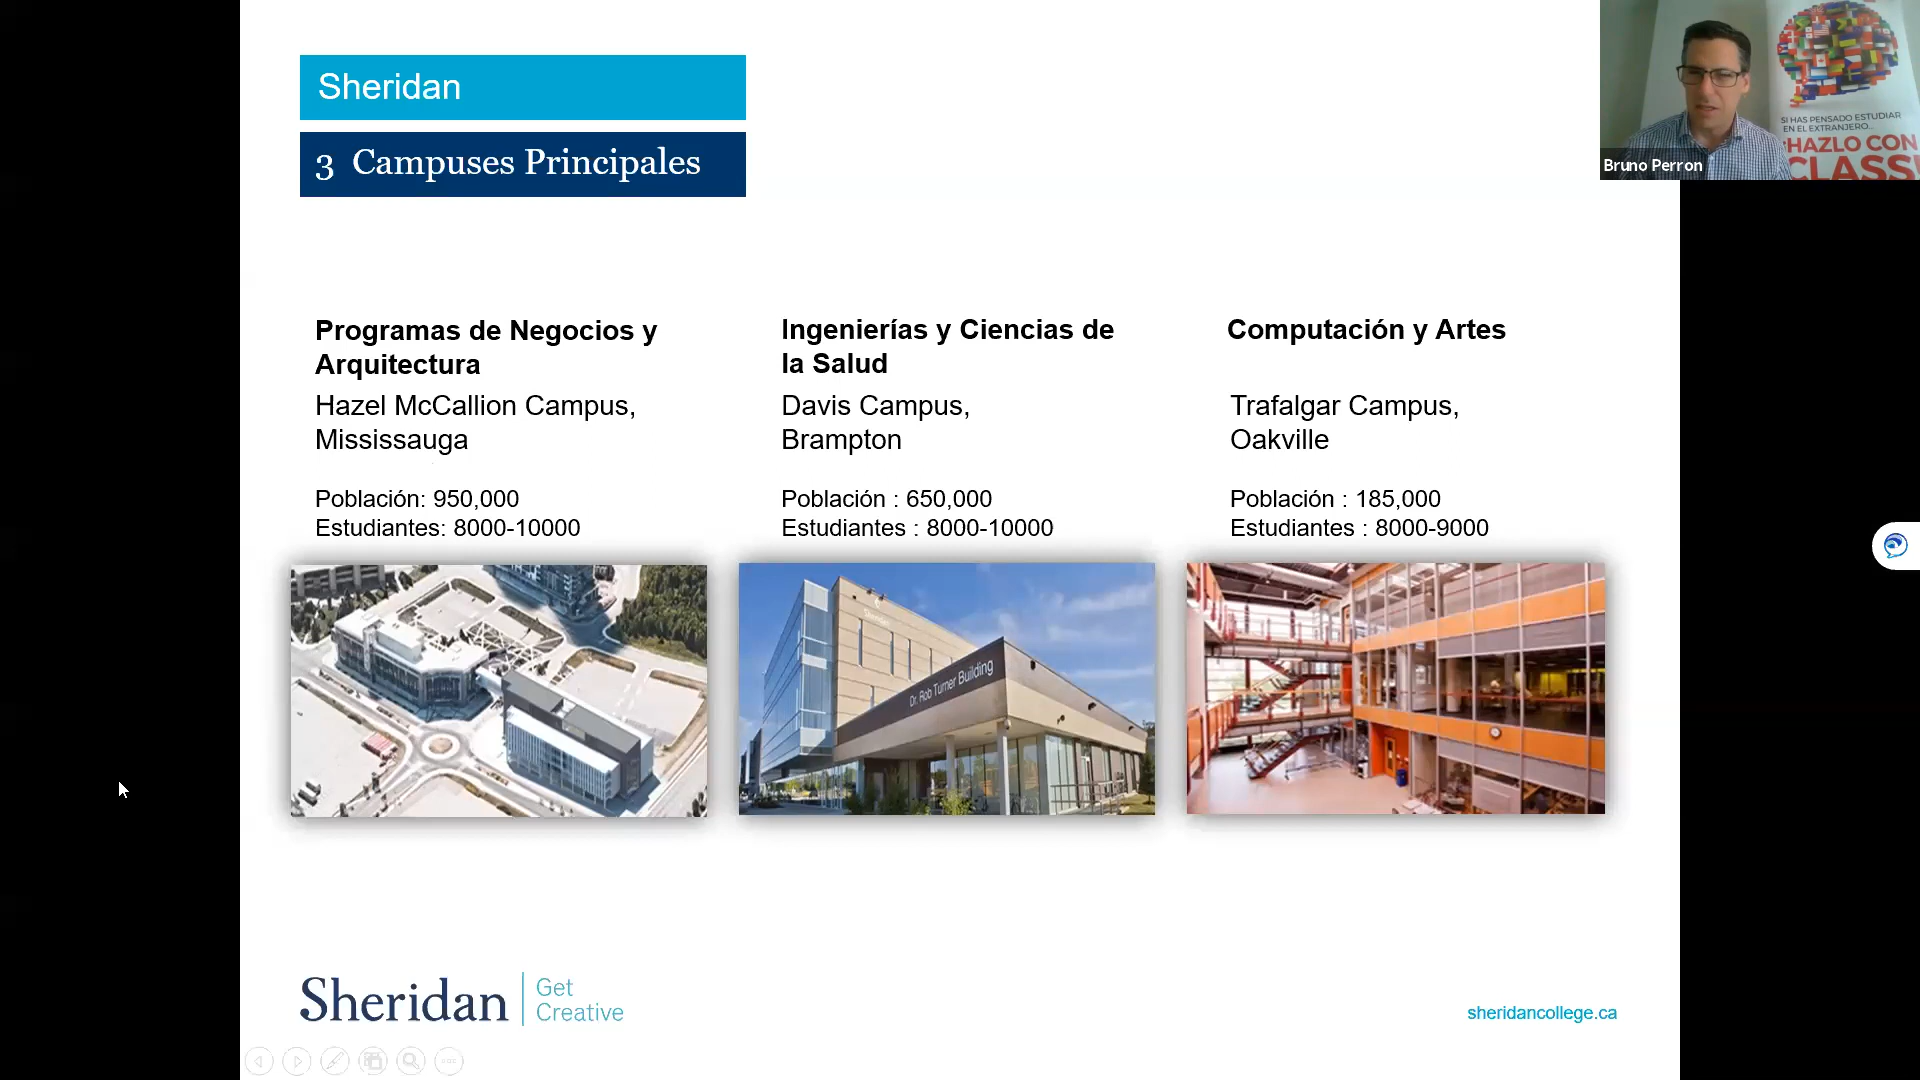 Sheridan
3 Campuses Principales
SI HAS PENSADO ESTUDIAR
EN EL EXTRANJERO...
¡HAZLO CON
CLASS
Bruno Perron
Programas de Negocios y
Arquitectura
Hazel McCallion Campus,
Mississauga
Población: 950,000
Estudiantes: 8000-10000
Ingenierías y Ciencias de
la Salud
Davis Campus,
Brampton
Población : 650,000
Estudiantes : 8000-10000
Computación y Artes
Trafalgar Campus,
Oakville
Población : 185,000
Estudiantes : 8000-9000
Sheridan
Dr. Rob Turner Building
Sheridan
Get
Creative
sheridancollege.ca